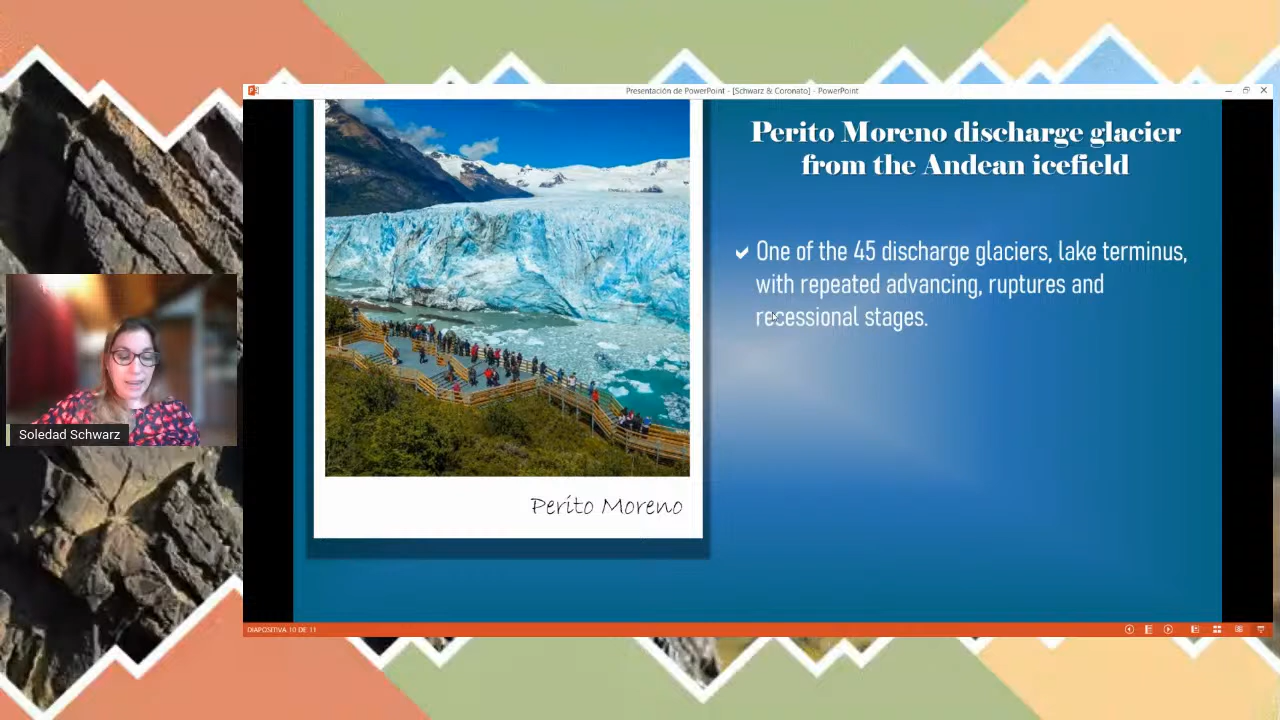 Presentación de PowerPoint - [Schwarz & Coronato] - PowerPoint
Perito Moreno discharge glacier
from the Andean icefield
One of the 45 discharge glaciers, lake terminus,
with repeated advancing, ruptures and
recessional stages.
Perito Moreno
Soledad Schwarz
DIAPOSITIVA 10 DE 11